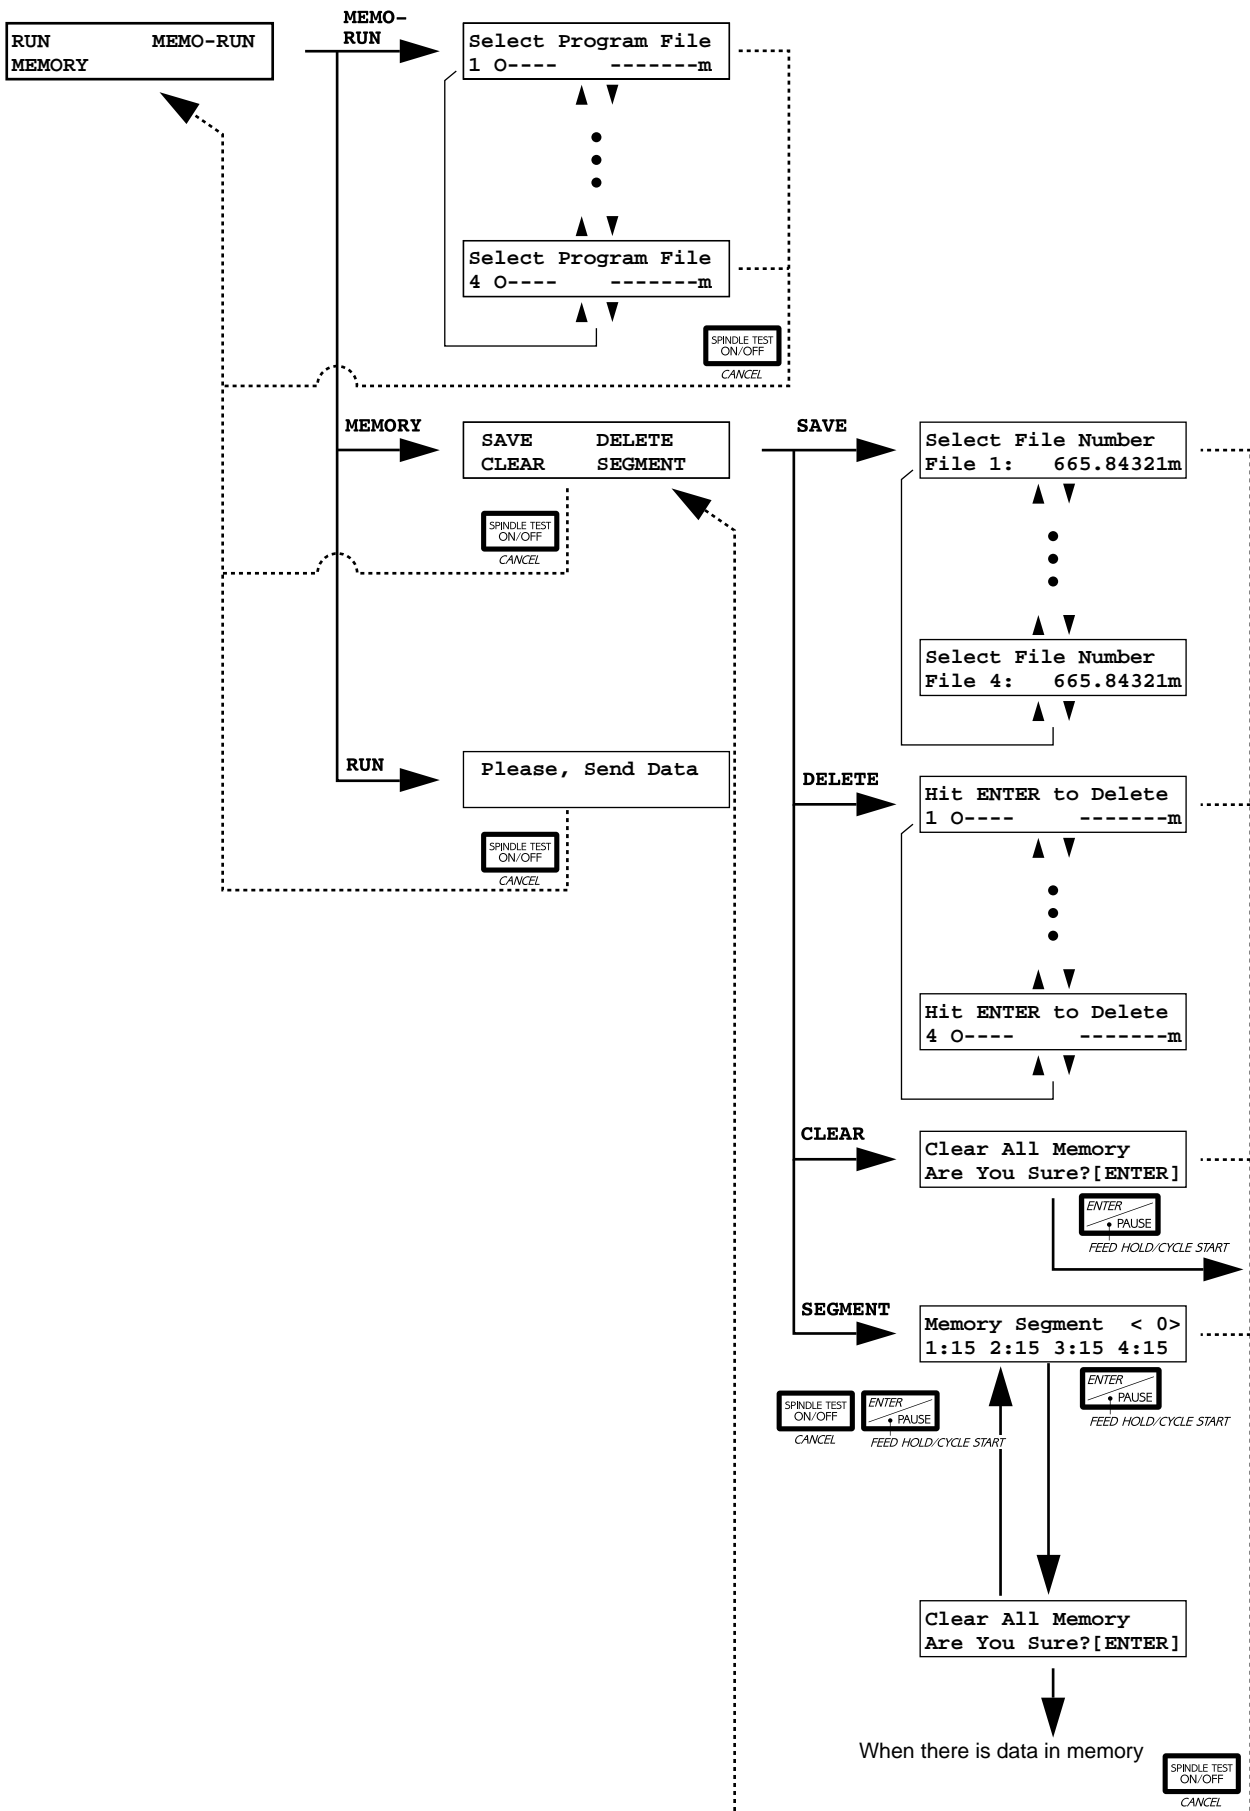 RUN MEMO-RUN
MEMORY
MEMO-
RUN
Select Program File
1 O---- -------m
Select Program File
4 O---- -------m
SPINDLE TEST
ON/OFF
CANCEL
MEMORY
SAVE DELETE
CLEAR SEGMENT
SPINDLE TEST
ON/OFF
CANCEL
SAVE
Select File Number
File 1: 665.84321m
Select File Number
File 4: 665.84321m
RUN
Please, Send Data
SPINDLE TEST
ON/OFF
CANCEL
DELETE
Hit ENTER to Delete
1 O---- -------m
Hit ENTER to Delete
4 O---- -------m
CLEAR
Clear All Memory
Are You Sure?[ENTER]
ENTER
PAUSE
FEED HOLD/CYCLE START
SEGMENT
Memory Segment < 0>
1:15 2:15 3:15 4:15
ENTER
PAUSE
FEED HOLD/CYCLE START
SPINDLE TEST
ON/OFF
CANCEL
ENTER
PAUSE
FEED HOLD/CYCLE START
Clear All Memory
Are You Sure?[ENTER]
When there is data in memory
SPINDLE TEST
ON/OFF
CANCEL